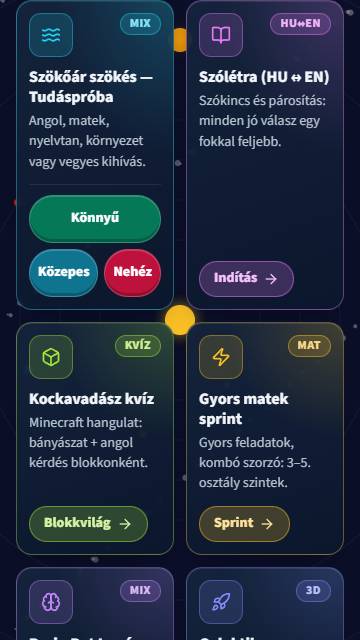 MIX
Szökőár szökés —
Tudáspróba
Angol, matek,
nyelvtan, környezet
vagy vegyes kihívás.
Könnyű
Közepes
Nehéz
HU↔EN
Szólétra (HU ↔ EN)
Szókincs és párosítás:
minden jó válasz egy
fokkal feljebb.
Indítás →
KVÍZ
Kockavadász kvíz
Minecraft hangulat:
bányászat + angol
kérdés blokkonként.
Blokkvilág →
MAT
Gyors matek
sprint
Gyors feladatok,
kombó szorzó: 3–5.
osztály szintek.
Sprint →
MIX
3D